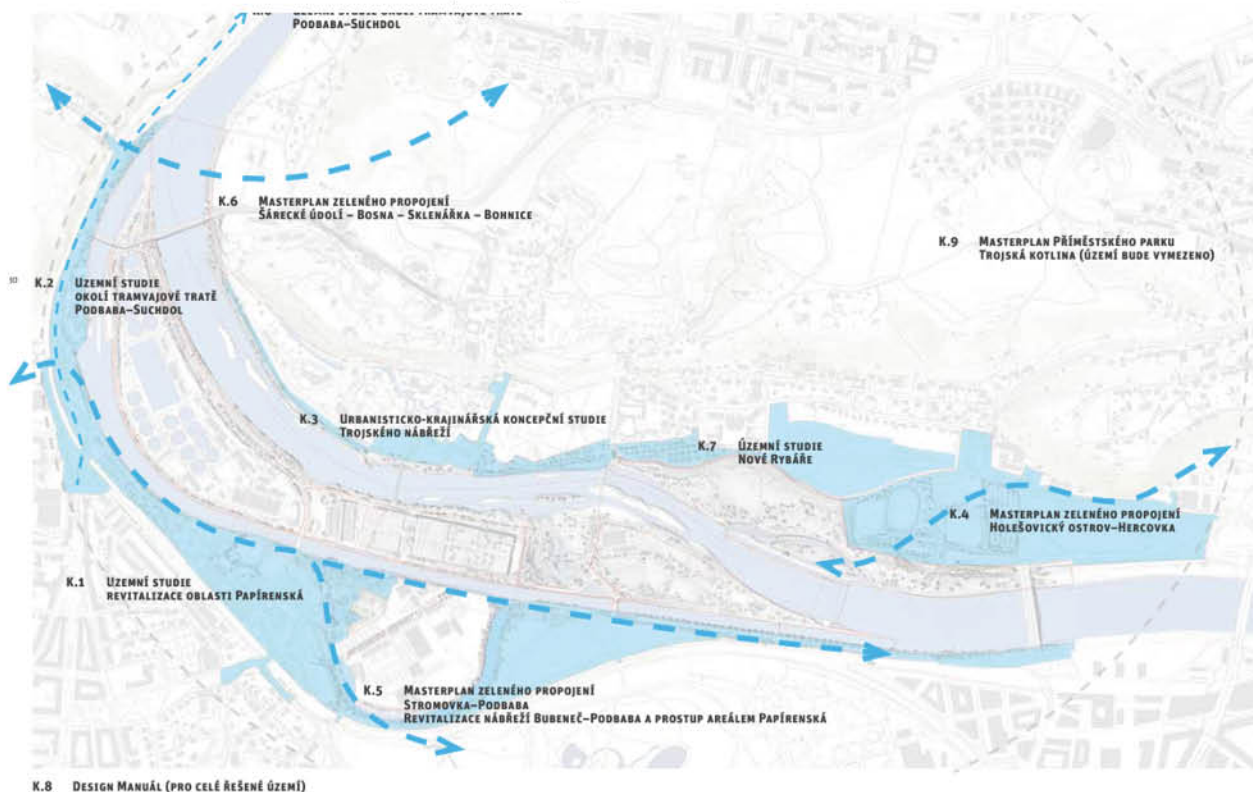 PODBABA–SUCHDOL
K.6 MASTERPLAN ZELENÉHO PROPOJENÍ
ŠÁRECKÉ ÚDOLÍ – BOSNA – SKLENÁŘKA – BOHNICE
K.9 MASTERPLAN PŘÍMĚSTSKÉHO PARKU
TROJSKÁ KOTLINA (ÚZEMÍ BUDE VYMEZENO)
K.2 UZEMNÍ STUDIE
OKOLÍ TRAMVAJOVÉ TRATĚ
PODBABA–SUCHDOL
K.3 URBANISTICKO-KRAJINÁŘSKÁ KONCEPČNÍ STUDIE
TROJSKÉHO NÁBŘEŽÍ
K.7 ÚZEMNÍ STUDIE
NOVÉ RYBÁŘE
K.4 MASTERPLAN ZELENÉHO PROPOJENÍ
HOLEŠOVICKÝ OSTROV–HERCOVKA
K.1 UZEMNÍ STUDIE
REVITALIZACE OBLASTI PAPÍRENSKÁ
K.5 MASTERPLAN ZELENÉHO PROPOJENÍ
STROMOVKA–PODBABA
REVITALIZACE NÁBŘEŽÍ BUBENEČ–PODBABA A PROSTUP AREÁLEM PAPÍRENSKÁ
K.8 DESIGN MANUÁL (PRO CELÉ ŘEŠENÉ ÚZEMÍ)